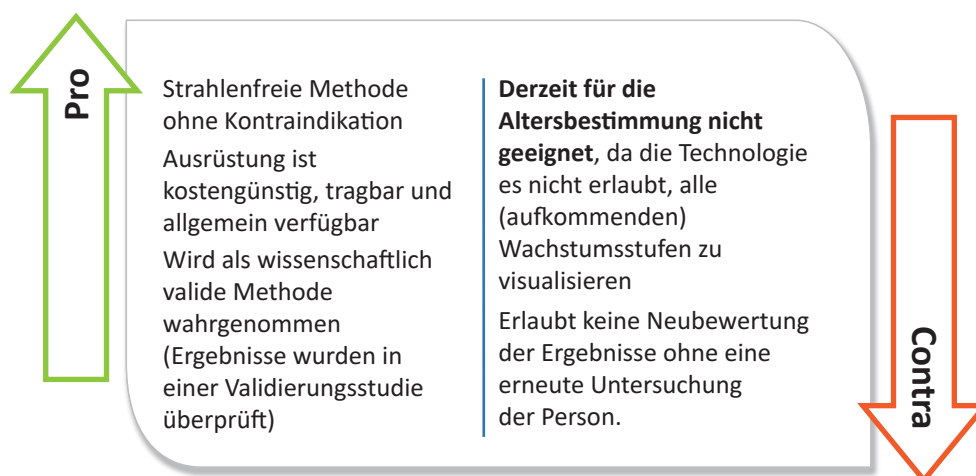 Pro
Strahlenfreie Methode
ohne Kontraindikation
Ausrüstung ist
kostengünstig, tragbar und
allgemein verfügbar
Wird als wissenschaftlich
valide Methode
wahrgenommen
(Ergebnisse wurden in
einer Validierungsstudie
überprüft)
Derzeit für die
Altersbestimmung nicht
geeignet, da die Technologie
es nicht erlaubt, alle
(aufkommenden)
Wachstumsstufen zu
visualisieren
Erlaubt keine Neubewertung
der Ergebnisse ohne eine
erneute Untersuchung
der Person.
Contra